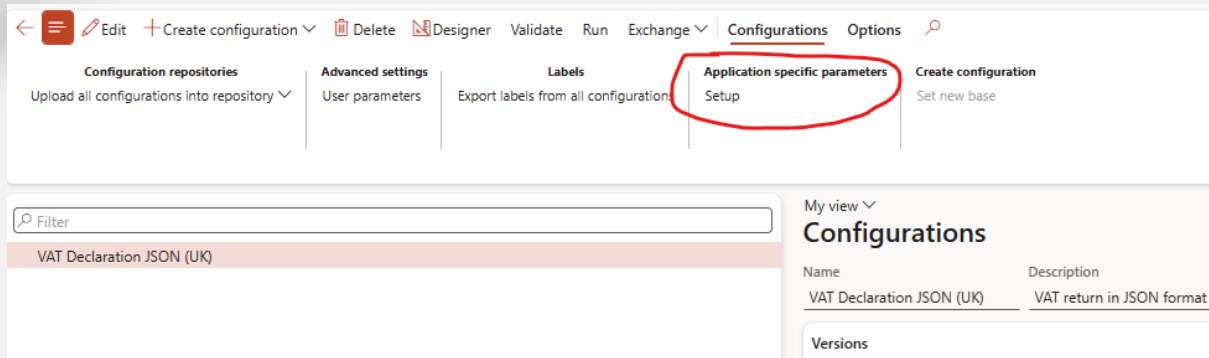 Edit Create configuration Delete Designer Validate Run Exchange Configurations Options
Configuration repositories Advanced settings Labels Application specific parameters Create configuration
Upload all configurations into repository User parameters Export labels from all configurations Setup Set new base
Filter
VAT Declaration JSON (UK)
My view
Configurations
Name Description
VAT Declaration JSON (UK) VAT return in JSON format
Versions